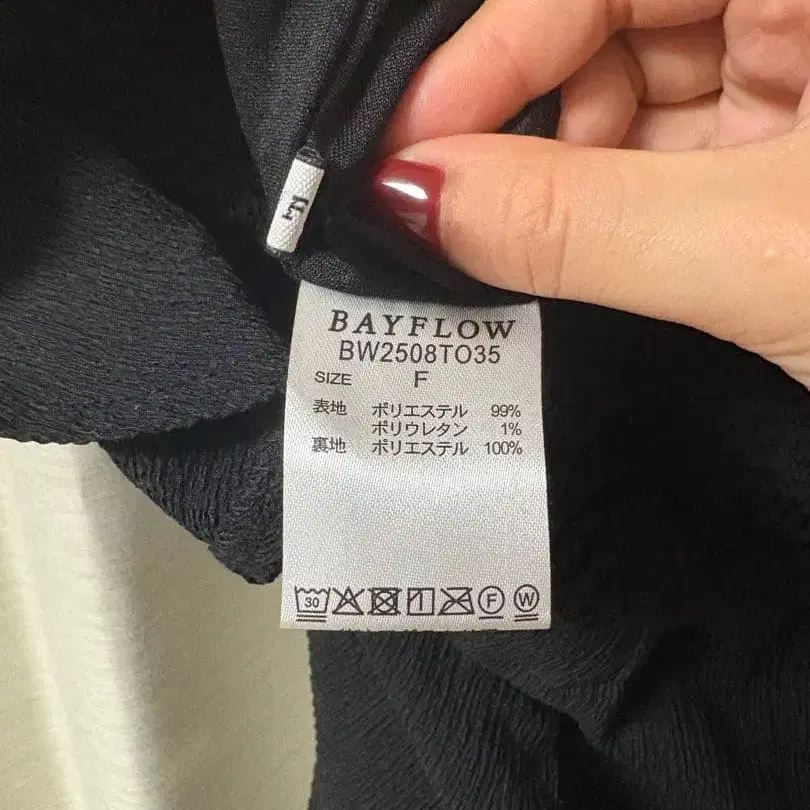 F
BAYFLOW
BW2508TO35
SIZE F
表地 ポリエステル 99%
ポリウレタン 1%
裏地 ポリエステル 100%
30 F W